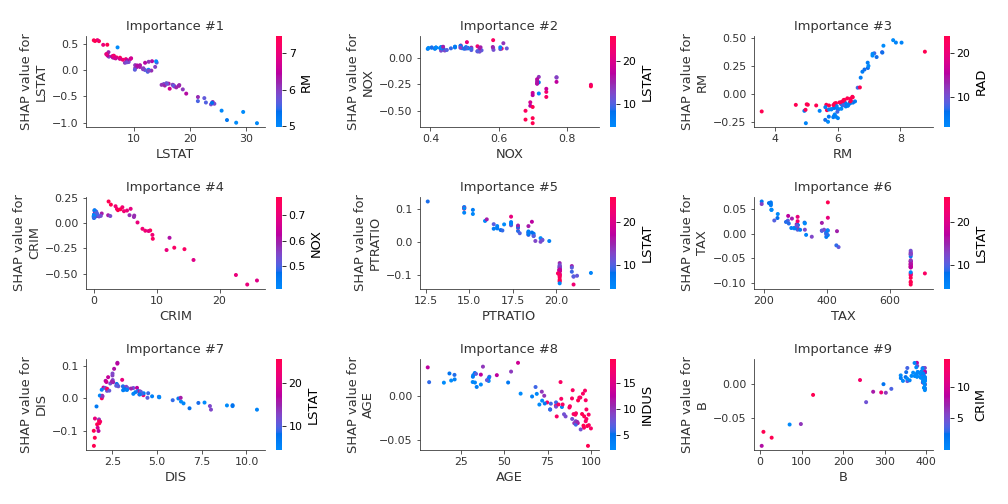 Importance #1
SHAP value for
LSTAT
0.5
0.0
−0.5
−1.0
10
20
30
LSTAT
7
6
5
RM
Importance #2
SHAP value for
NOX
0.00
−0.25
−0.50
0.4
0.6
0.8
NOX
20
10
LSTAT
Importance #3
SHAP value for
RM
0.50
0.25
0.00
−0.25
4
6
8
RM
20
10
RAD
Importance #4
SHAP value for
CRIM
0.25
0.00
−0.25
−0.50
0
10
20
CRIM
0.7
0.6
0.5
NOX
Importance #5
SHAP value for
PTRATIO
0.1
0.0
−0.1
12.5
15.0
17.5
20.0
PTRATIO
20
10
LSTAT
Importance #6
SHAP value for
TAX
0.05
0.00
−0.05
−0.10
200
400
600
TAX
20
10
LSTAT
Importance #7
SHAP value for
DIS
0.1
0.0
−0.1
2.5
5.0
7.5
10.0
DIS
20
10
LSTAT
Importance #8
SHAP value for
AGE
0.00
−0.05
25
50
75
100
AGE
15
10
5
INDUS
Importance #9
SHAP value for
B
0.00
−0.05
0
100
200
300
400
B
10
5
CRIM